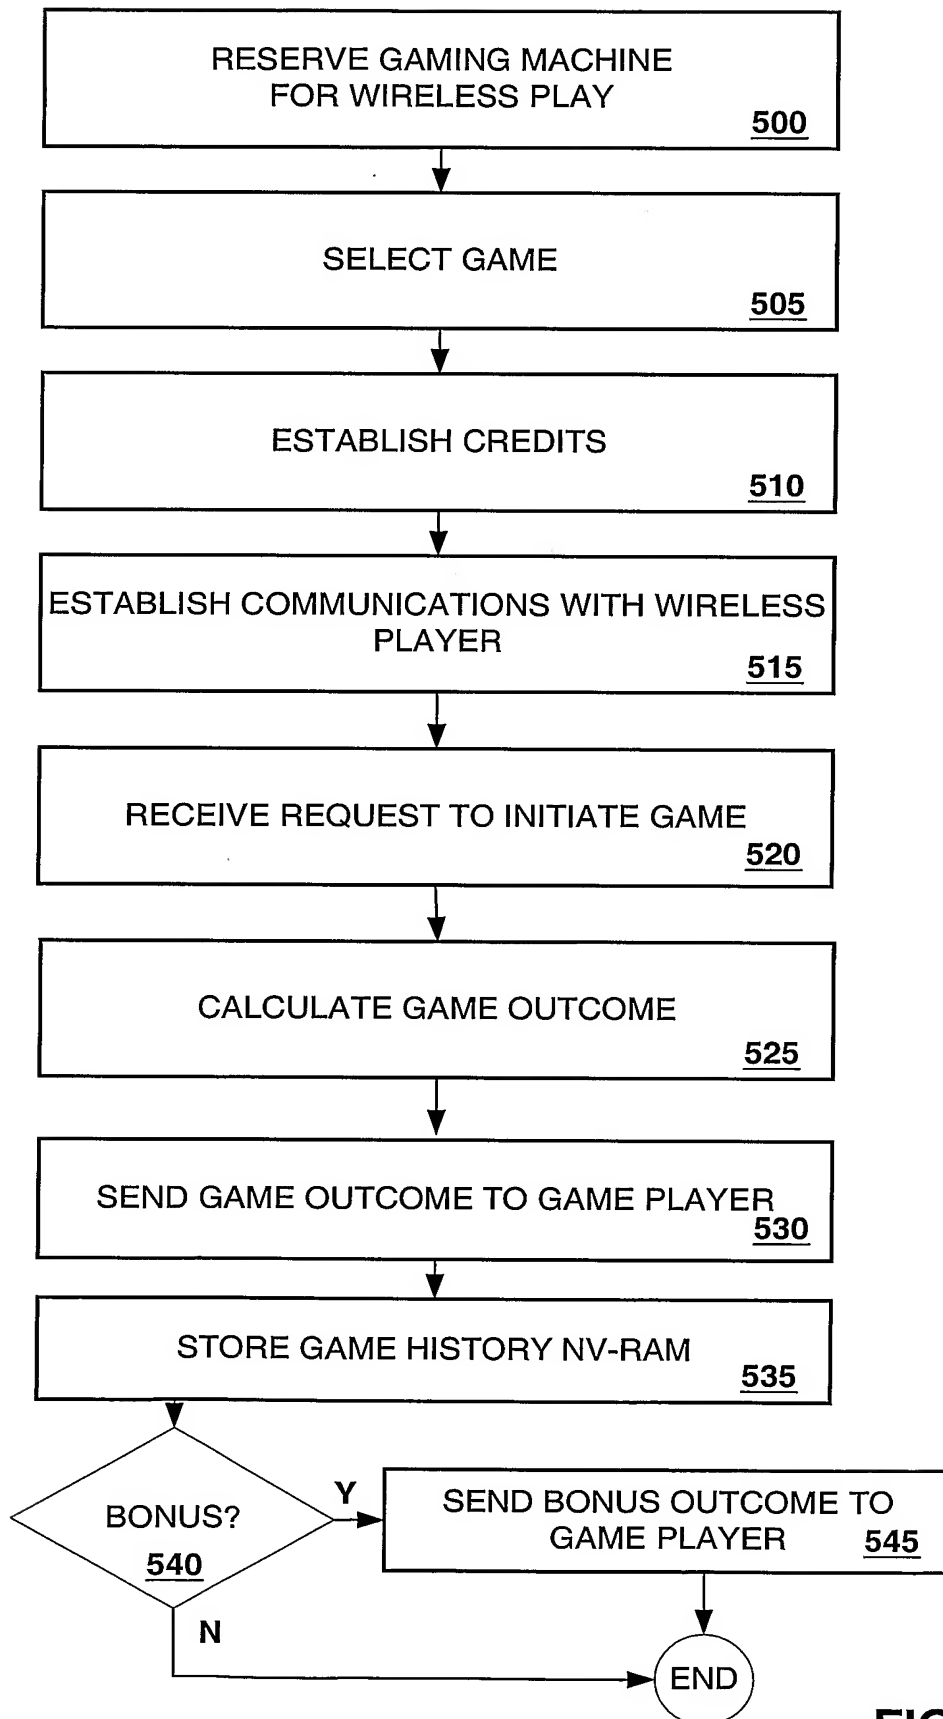 RESERVE GAMING MACHINE
FOR WIRELESS PLAY
500
SELECT GAME
505
ESTABLISH CREDITS
510
ESTABLISH COMMUNICATIONS WITH WIRELESS
PLAYER
515
RECEIVE REQUEST TO INITIATE GAME
520
CALCULATE GAME OUTCOME
525
SEND GAME OUTCOME TO GAME PLAYER
530
STORE GAME HISTORY NV-RAM
535
BONUS?
540
Y
SEND BONUS OUTCOME TO
GAME PLAYER
545
N
END